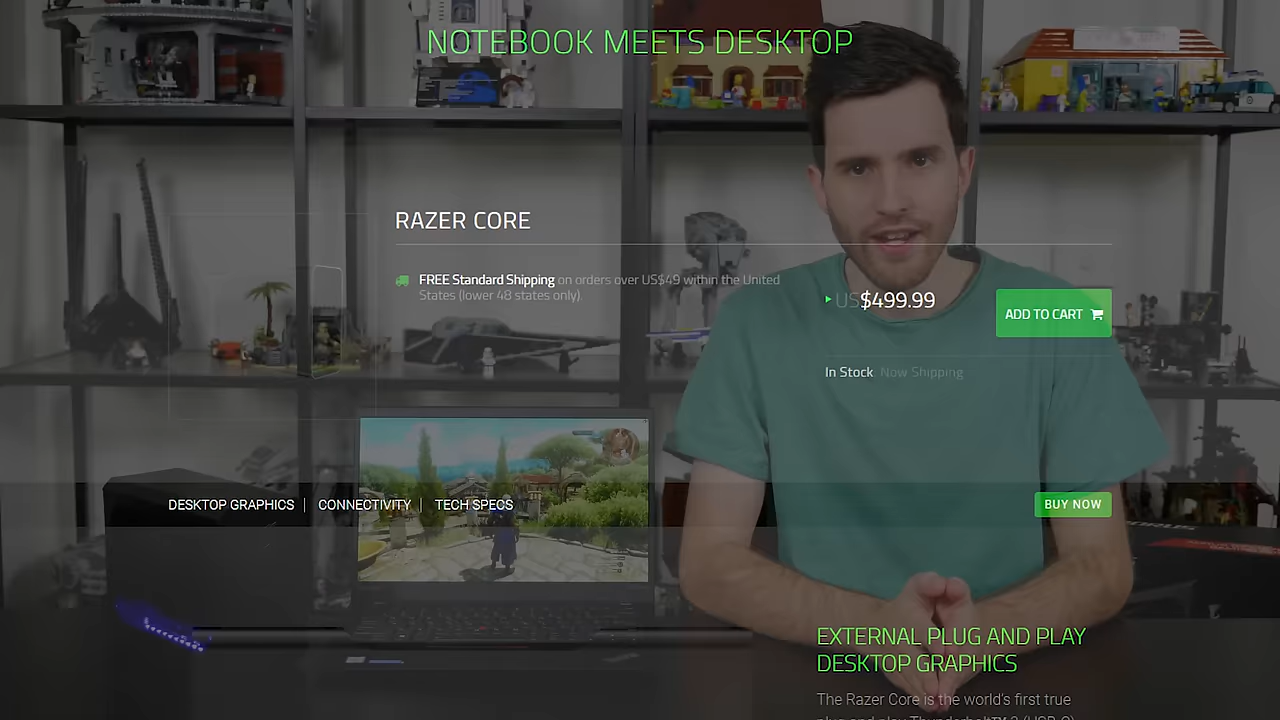 NOTEBOOK MEETS DESKTOP
RAZER CORE
FREE Standard Shipping on orders over US$49 within the United
States (lower 48 states only).
US$499.99
ADD TO CART
In Stock Now Shipping
DESKTOP GRAPHICS | CONNECTIVITY | TECH SPECS
BUY NOW
EXTERNAL PLUG AND PLAY
DESKTOP GRAPHICS
The Razer Core is the world's first true